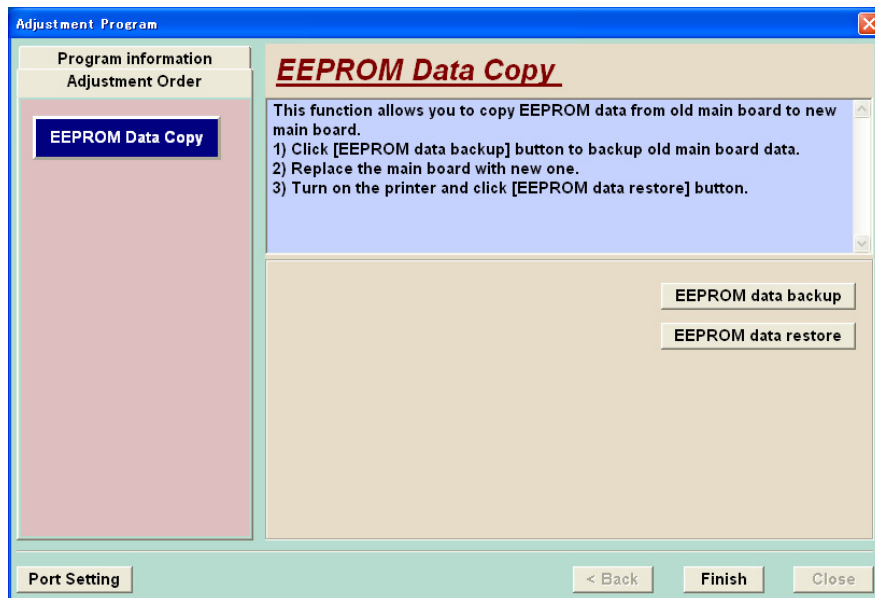 Adjustment Program
Program information
Adjustment Order
EEPROM Data Copy
EEPROM Data Copy
This function allows you to copy EEPROM data from old main board to new
main board.
1) Click [EEPROM data backup] button to backup old main board data.
2) Replace the main board with new one.
3) Turn on the printer and click [EEPROM data restore] button.
EEPROM data backup
EEPROM data restore
Port Setting
< Back
Finish
Close